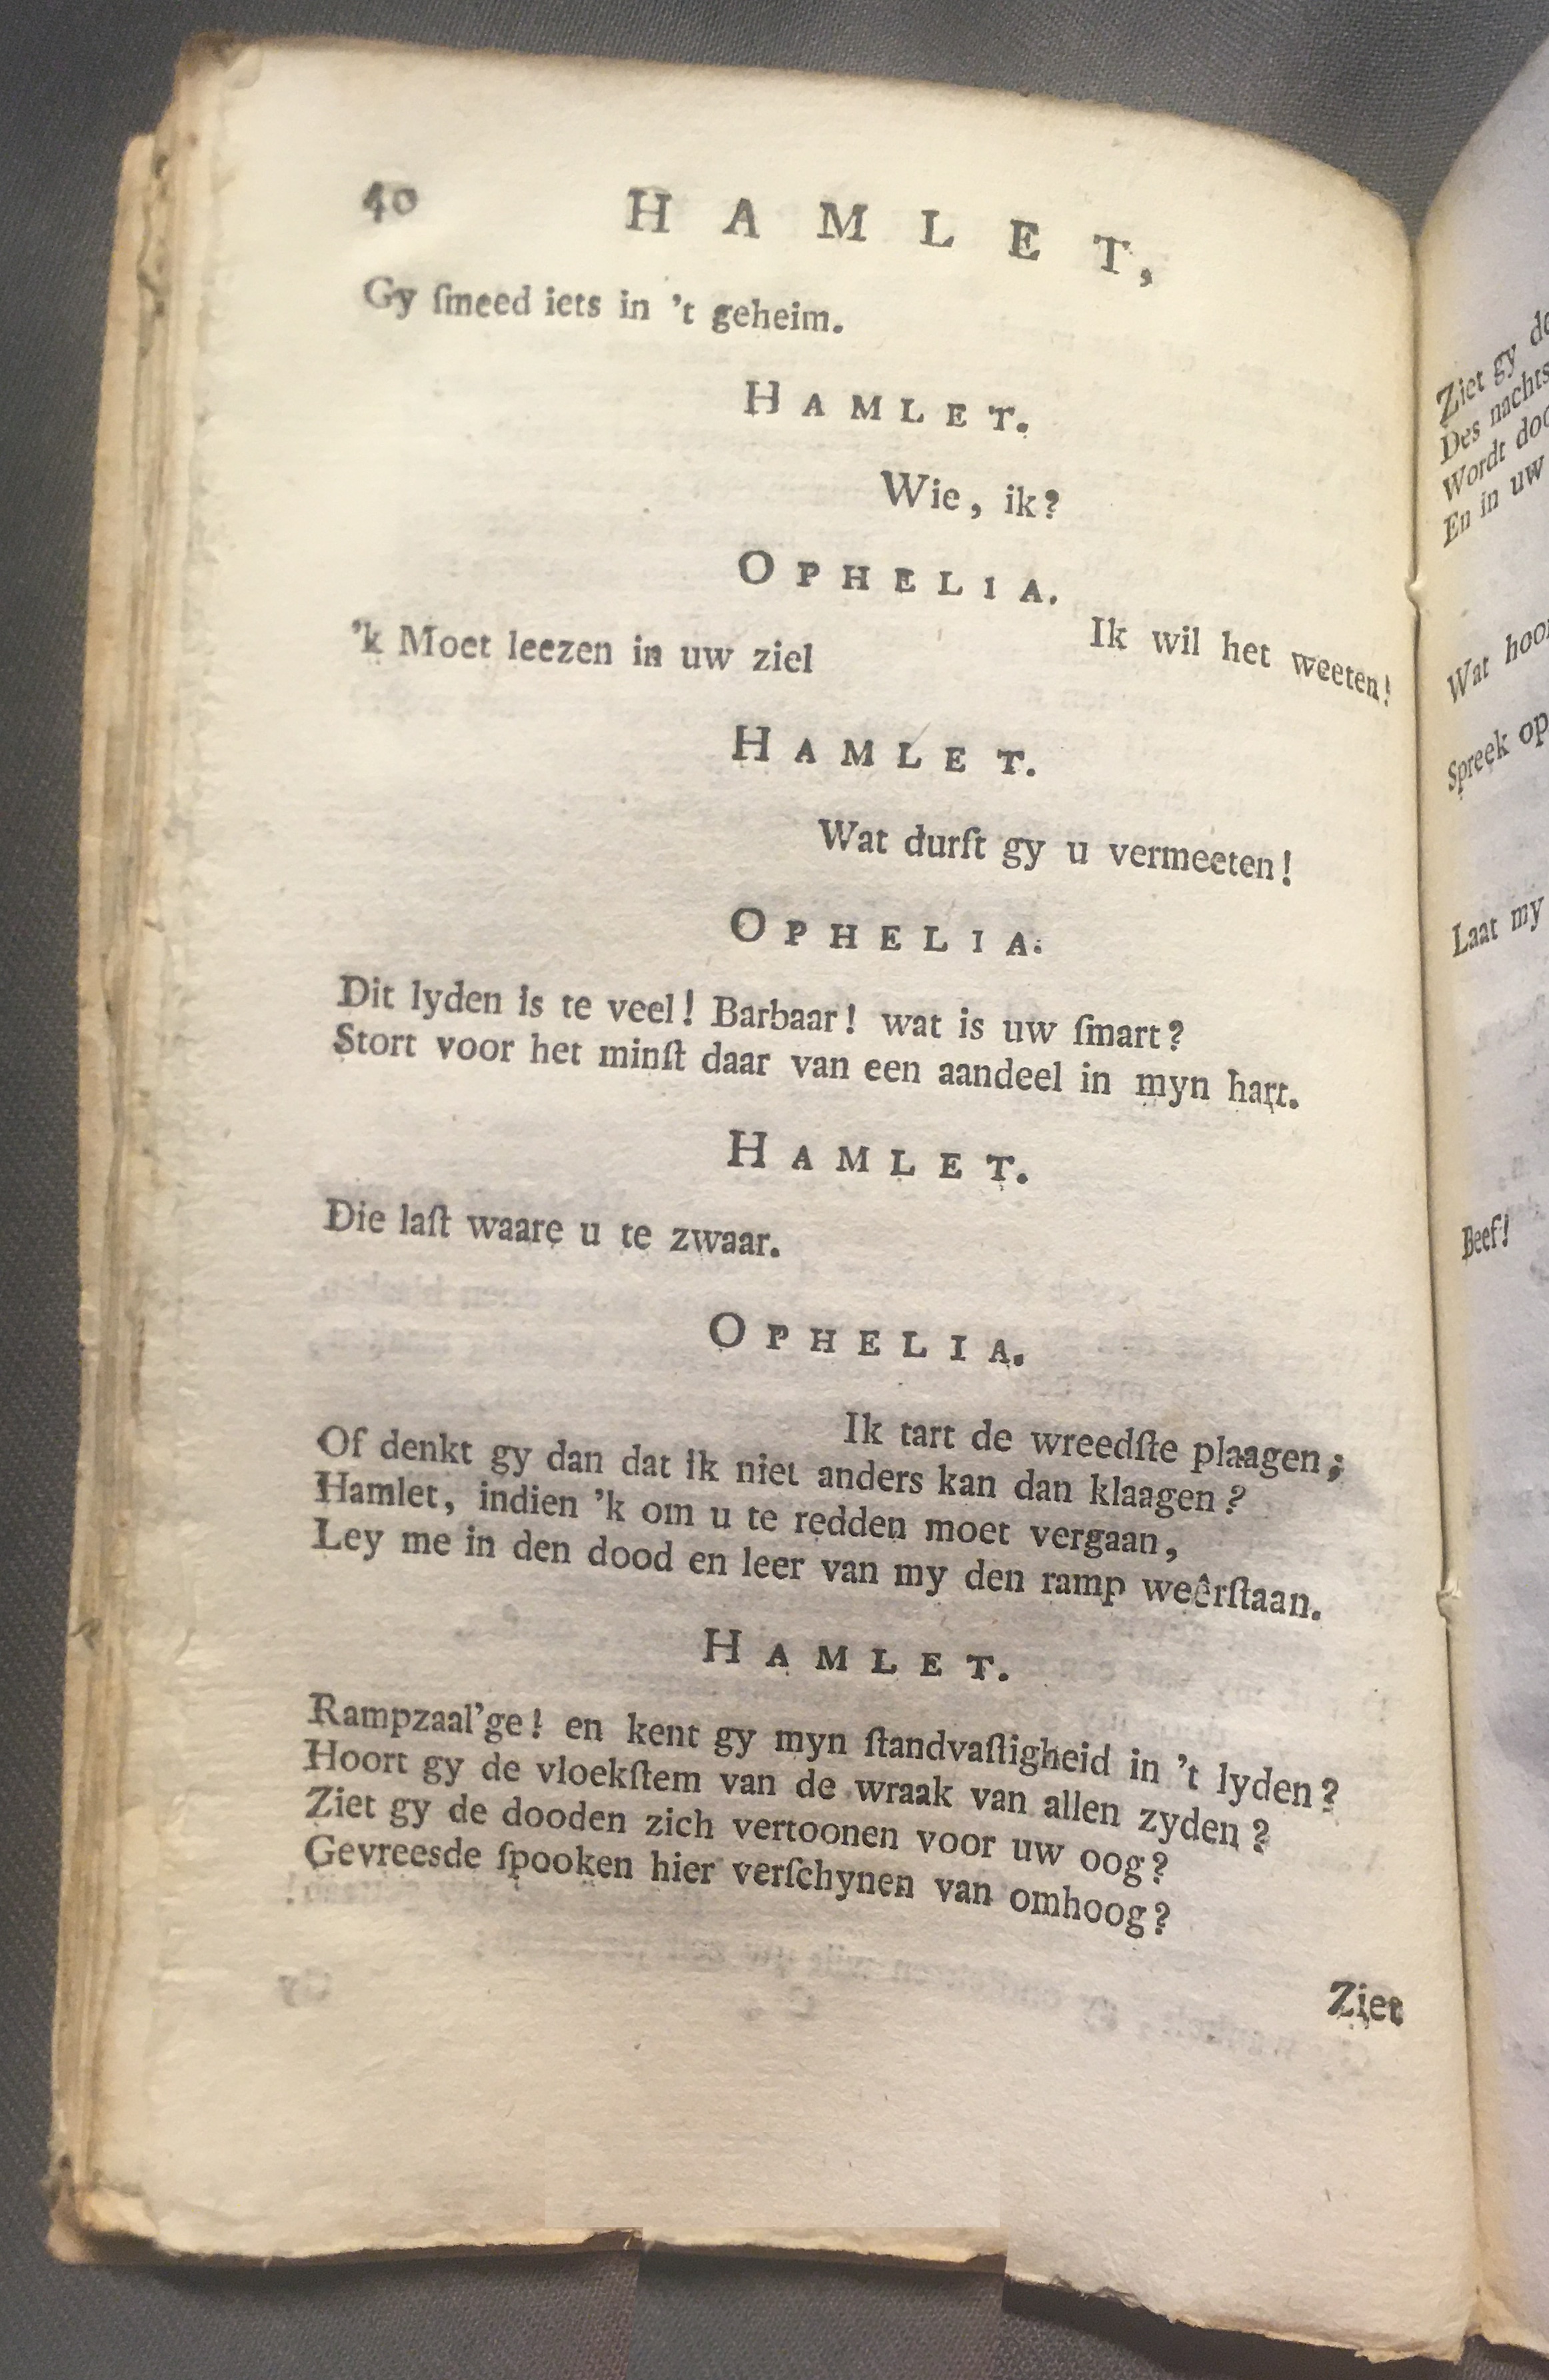 40 HAMLET,
Gy ſmeed iets in 't geheim.
HAMLET.
Wie, ik?
OPHELIA.
Ik wil het weeten!
'k Moet leezen in uw ziel
HAMLET.
Wat durſt gy u vermeeten!
OPHELIA.
Dit lyden is te veel! Barbaar! wat is uw ſmart?
Stort voor het minſt daar van een aandeel in myn hart.
HAMLET.
Die laſt waare u te zwaar.
OPHELIA.
Ik tart de wreedſte plaagen;
Of denkt gy dan dat ik niet anders kan dan klaagen?
Hamlet, indien 'k om u te redden moet vergaan,
Ley me in den dood en leer van my den ramp weêrſtaan.
HAMLET.
Rampzaal'ge! en kent gy myn ſtandvaſtigheid in 't lyden?
Hoort gy de vloekſtem van de wraak van allen zyden?
Ziet gy de dooden zich vertoonen voor uw oog?
Gevreesde ſpooken hier verſchynen van omhoog?
Ziet
Ziet gy
Des nachts
Wordt
En in uw
Wat
Spreek op
Laat my
Beef!